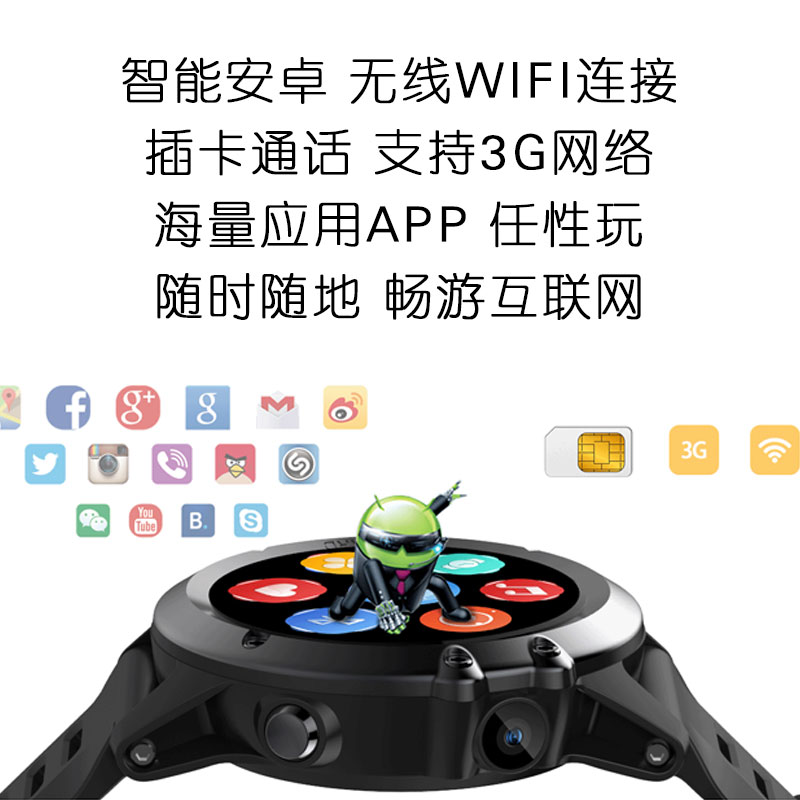 智能安卓 无线WIFI连接
插卡通话 支持3G网络
海量应用APP 任性玩
随时随地 畅游互联网
f g+ g M
3G
You
Tube
B.
S